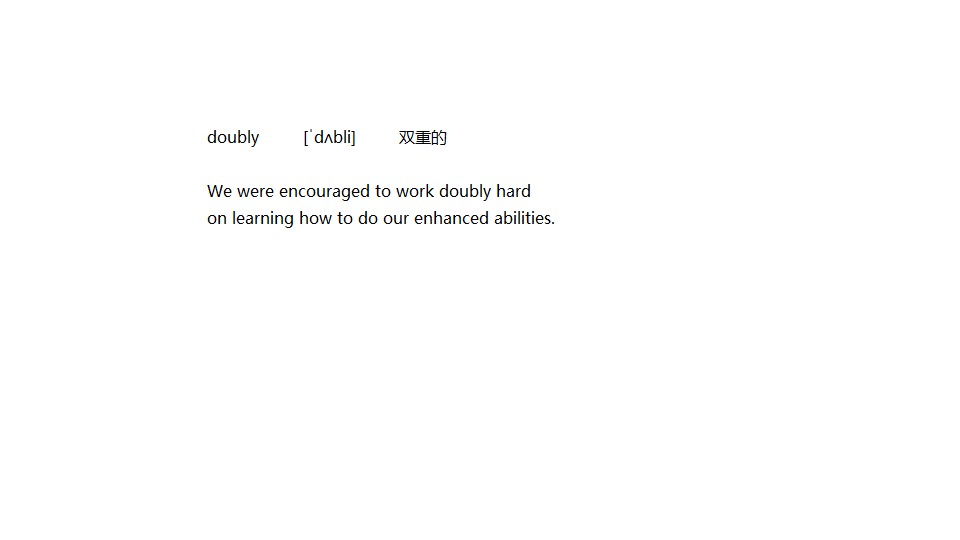 doubly [ˈdʌbli] 双重的
We were encouraged to work doubly hard
on learning how to do our enhanced abilities.